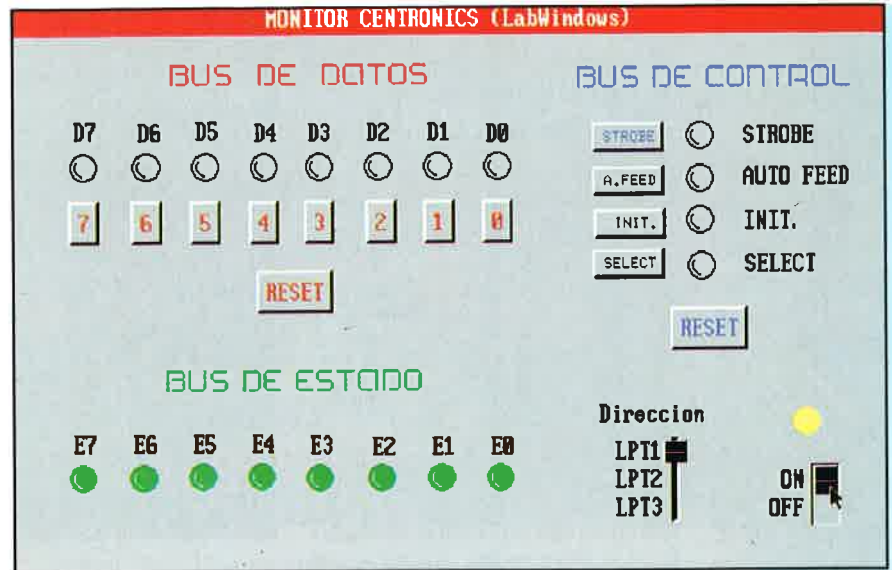 MONITOR CENTRONICS (LabWindows)
BUS DE DATOS
D7 D6 D5 D4 D3 D2 D1 D0
7 6 5 4 3 2 1 0
RESET
BUS DE CONTROL
STROBE STROBE
A.FEED AUTO FEED
INIT. INIT.
SELECT SELECT
RESET
BUS DE ESTADO
E7 E6 E5 E4 E3 E2 E1 E0
Direccion
LPT1
LPT2
LPT3
ON
OFF